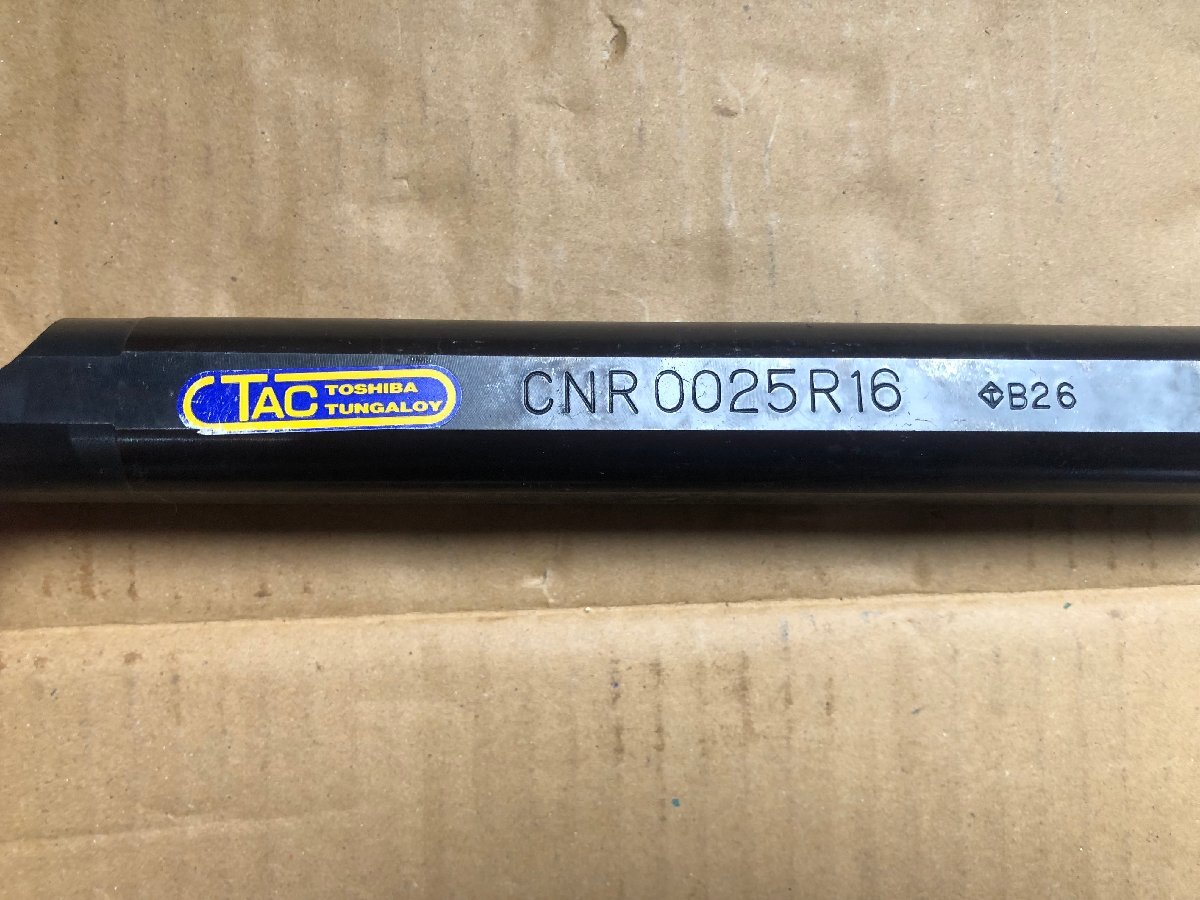 TAC TOSHIBA
TUNGALOY
CNR0025R16 B26